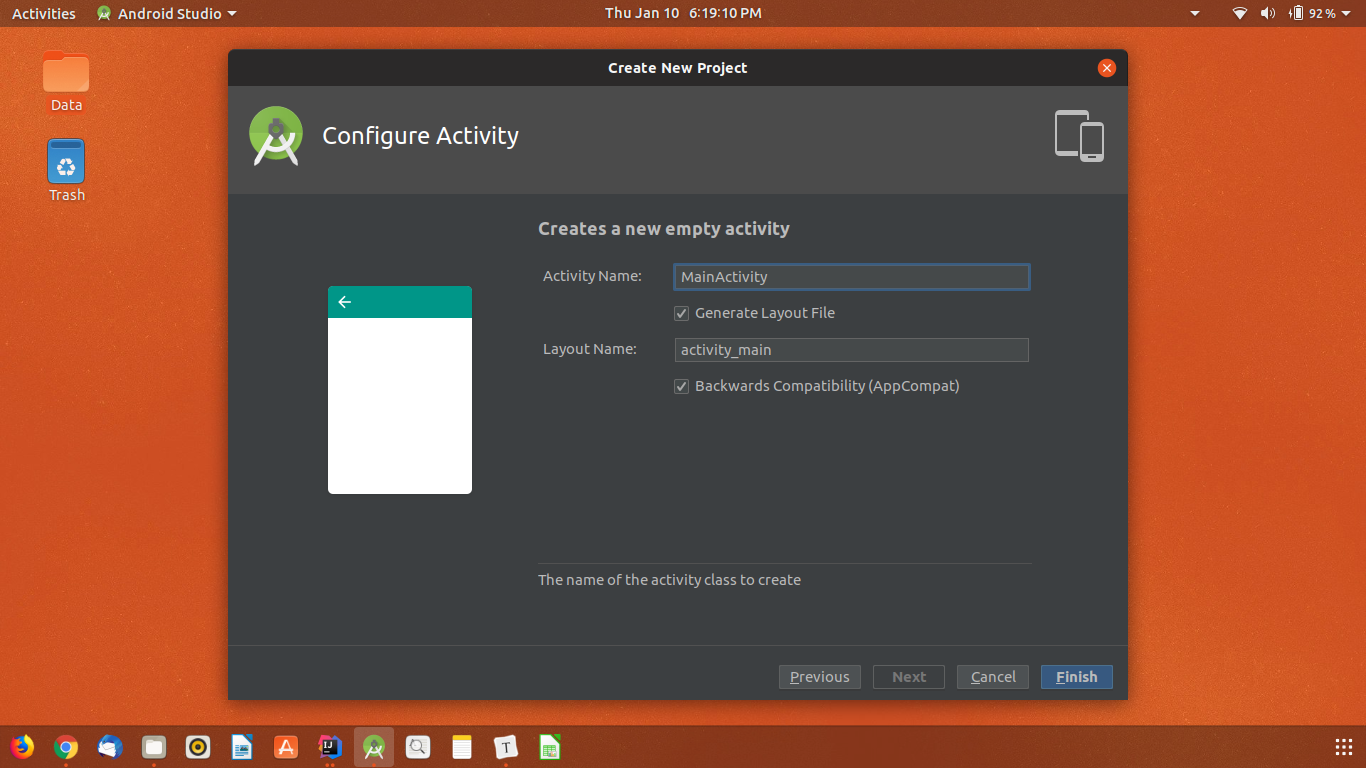 Activities Android Studio Thu Jan 10 6:19:10 PM 92%
Data
Trash
Create New Project
Configure Activity
Creates a new empty activity
Activity Name: MainActivity
Generate Layout File
Layout Name: activity_main
Backwards Compatibility (AppCompat)
The name of the activity class to create
Previous Next Cancel Finish
IJ
T